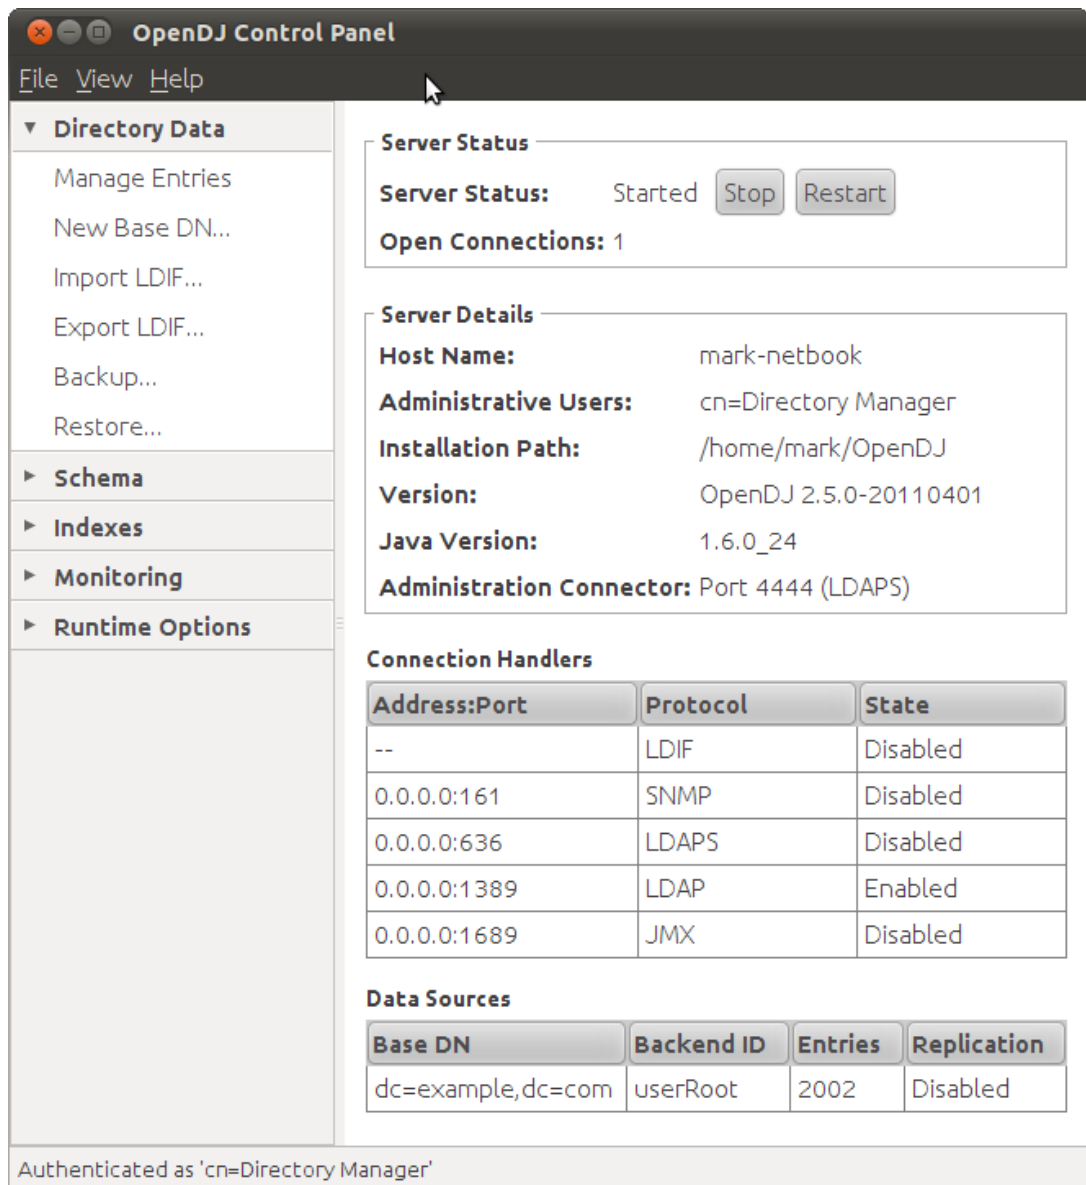 OpenDJ Control Panel
File View Help
Directory Data
Manage Entries
New Base DN...
Import LDIF...
Export LDIF...
Backup...
Restore...
Schema
Indexes
Monitoring
Runtime Options
Server Status
Server Status: Started Stop Restart
Open Connections: 1
Server Details
Host Name: mark-netbook
Administrative Users: cn=Directory Manager
Installation Path: /home/mark/OpenDJ
Version: OpenDJ 2.5.0-20110401
Java Version: 1.6.0_24
Administration Connector: Port 4444 (LDAPS)
Connection Handlers
Address:Port Protocol State
-- LDIF Disabled
0.0.0.0:161 SNMP Disabled
0.0.0.0:636 LDAPS Disabled
0.0.0.0:1389 LDAP Enabled
0.0.0.0:1689 JMX Disabled
Data Sources
Base DN Backend ID Entries Replication
dc=example,dc=com userRoot 2002 Disabled
Authenticated as 'cn=Directory Manager'